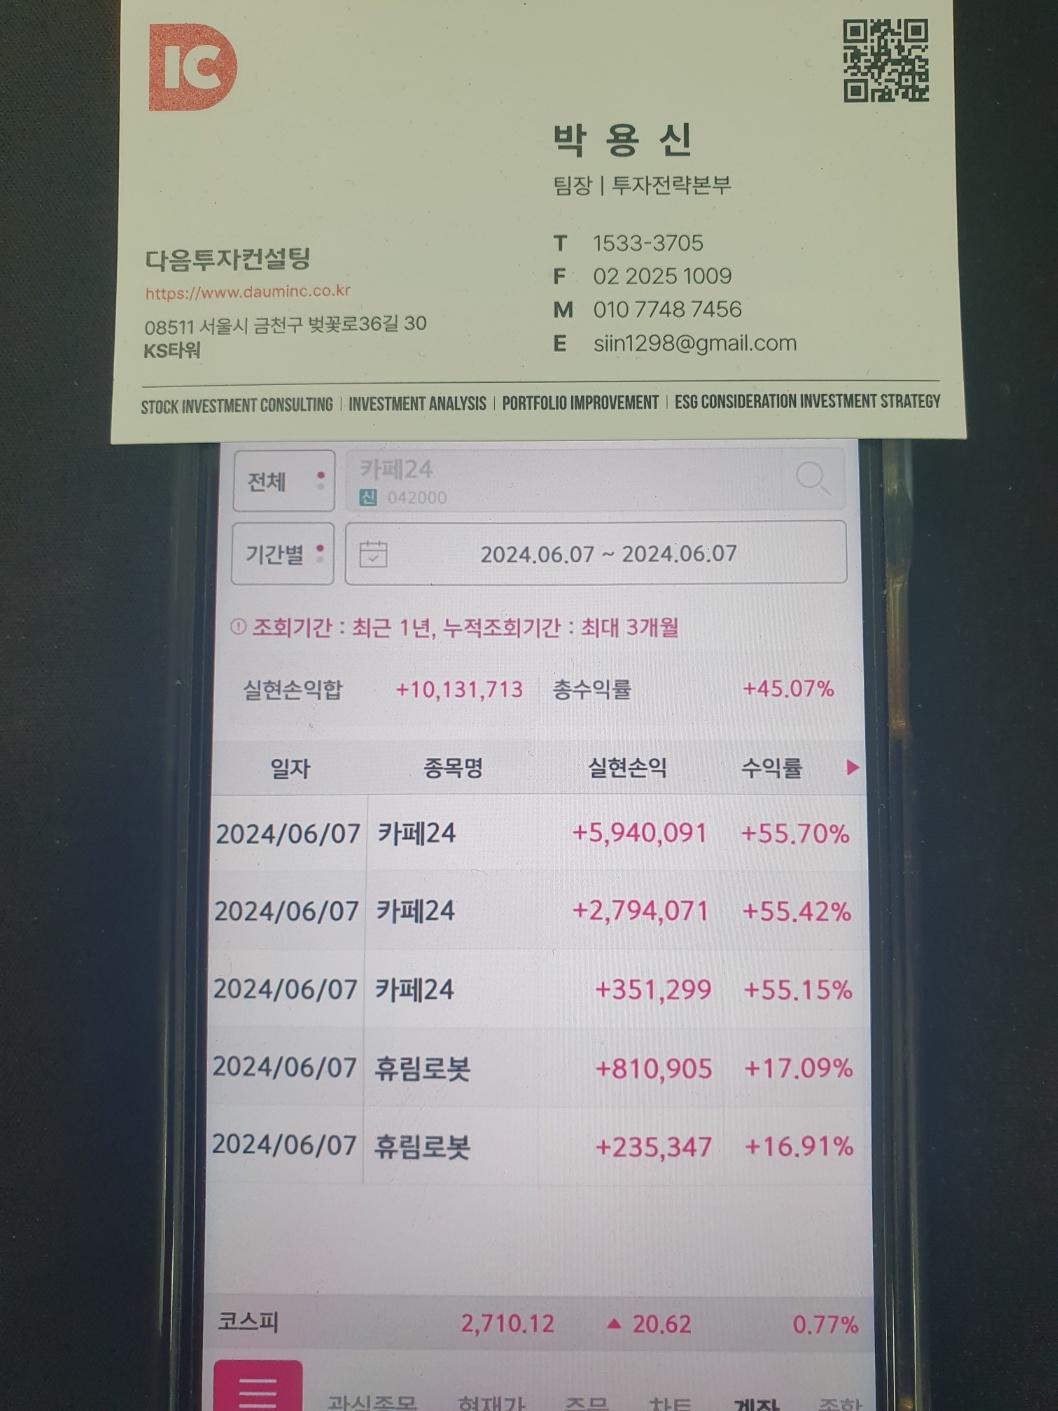 IC
박용신
팀장 | 투자전략본부
다음투자컨설팅
https://www.dauminc.co.kr
08511 서울시 금천구 벚꽃로36길 30
KS타워
T 1533-3705
F 02 2025 1009
M 010 7748 7456
E siin1298@gmail.com
STOCK INVESTMENT CONSULTING | INVESTMENT ANALYSIS | PORTFOLIO IMPROVEMENT | ESG CONSIDERATION INVESTMENT STRATEGY
전체 카페24
신 042000
기간별 2024.06.07 ~ 2024.06.07
조회기간 : 최근 1년, 누적조회기간 : 최대 3개월
실현손익합 +10,131,713 총수익률 +45.07%
일자 종목명 실현손익 수익률
2024/06/07 카페24 +5,940,091 +55.70%
2024/06/07 카페24 +2,794,071 +55.42%
2024/06/07 카페24 +351,299 +55.15%
2024/06/07 휴림로봇 +810,905 +17.09%
2024/06/07 휴림로봇 +235,347 +16.91%
코스피 2,710.12 ▲ 20.62 0.77%
관심종목 현재가 주문 차트 계좌 종합